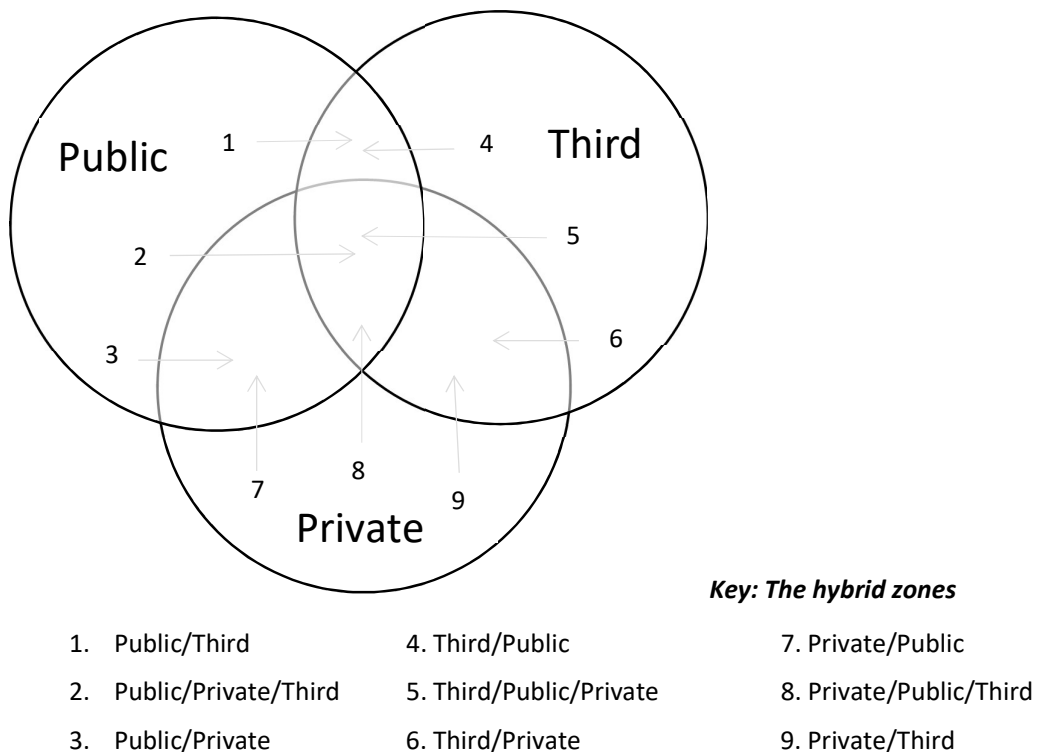 1
4
Public
Third
5
2
6
3
8
7
9
Private
Key: The hybrid zones
1. Public/Third 4. Third/Public 7. Private/Public
2. Public/Private/Third 5. Third/Public/Private 8. Private/Public/Third
3. Public/Private 6. Third/Private 9. Private/Third